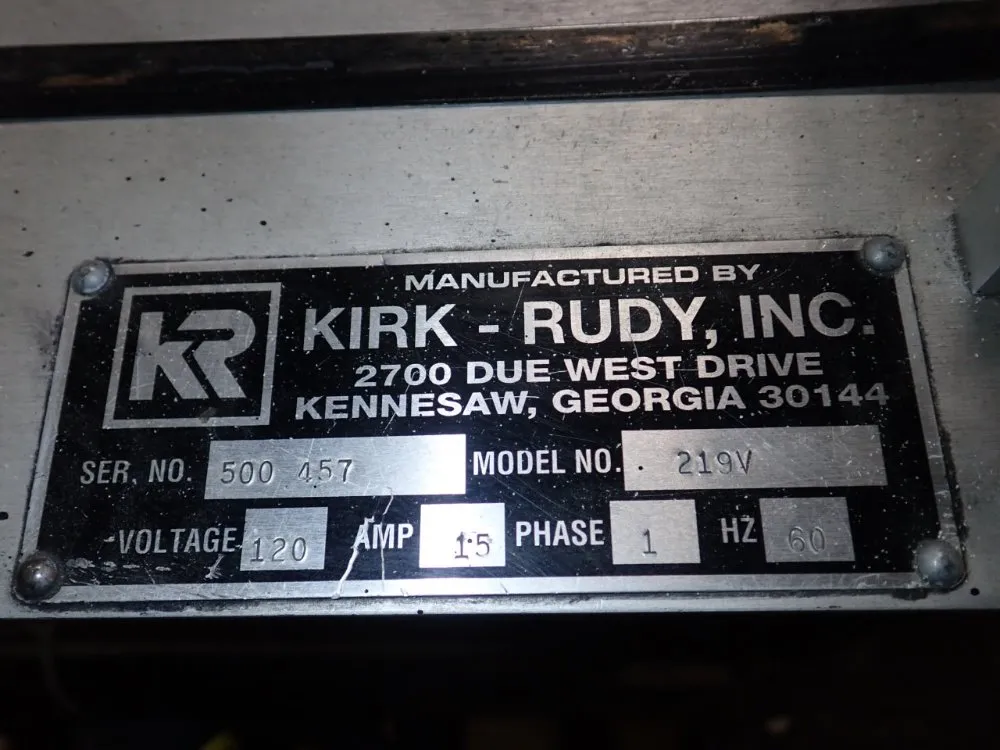 KR
MANUFACTURED BY
KIRK - RUDY, INC.
2700 DUE WEST DRIVE
KENNESAW, GEORGIA 30144
SER. NO. 500 457 MODEL NO. 219V
VOLTAGE 120 AMP 15 PHASE 1 HZ 60